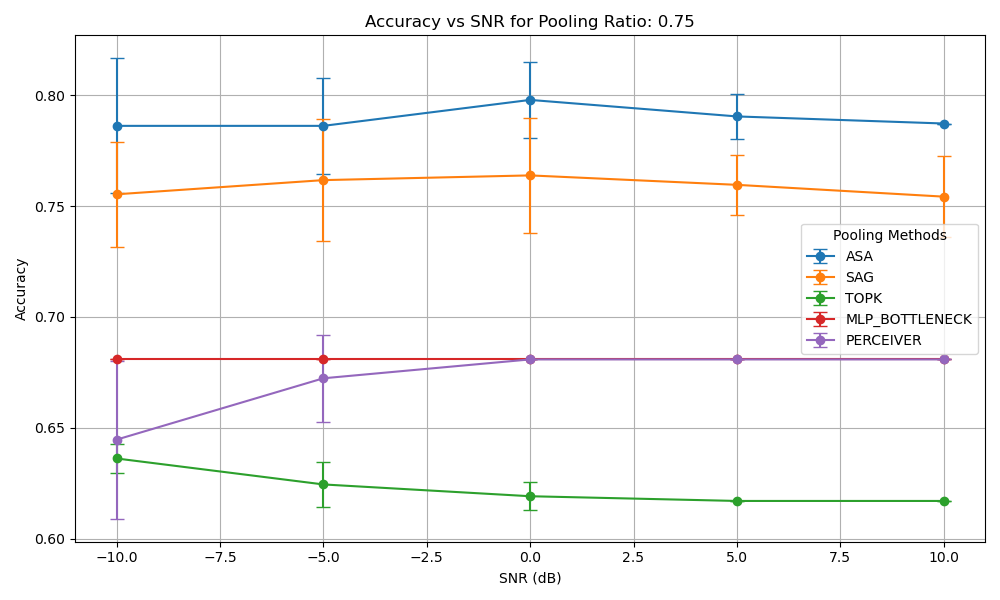 Accuracy vs SNR for Pooling Ratio: 0.75
Accuracy
0.80
0.75
0.70
0.65
0.60
Pooling Methods
ASA
SAG
TOPK
MLP_BOTTLENECK
PERCEIVER
−10.0 −7.5 −5.0 −2.5 0.0 2.5 5.0 7.5 10.0
SNR (dB)